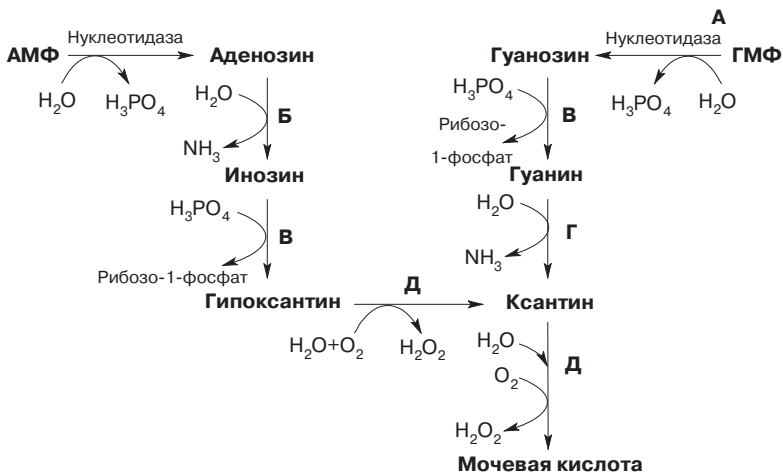 А
Нуклеотидаза
Нуклеотидаза
АМФ
Аденозин
Гуанозин
ГМФ
H₂O
H₃PO₄
H₂O
Б
NH₃
H₃PO₄
В
Рибозо-
1-фосфат
H₃PO₄
H₂O
Инозин
Гуанин
H₃PO₄
В
Рибозо-1-фосфат
H₂O
Г
NH₃
Гипоксантин
Д
Ксантин
H₂O+O₂
H₂O₂
H₂O
O₂
Д
H₂O₂
Мочевая кислота